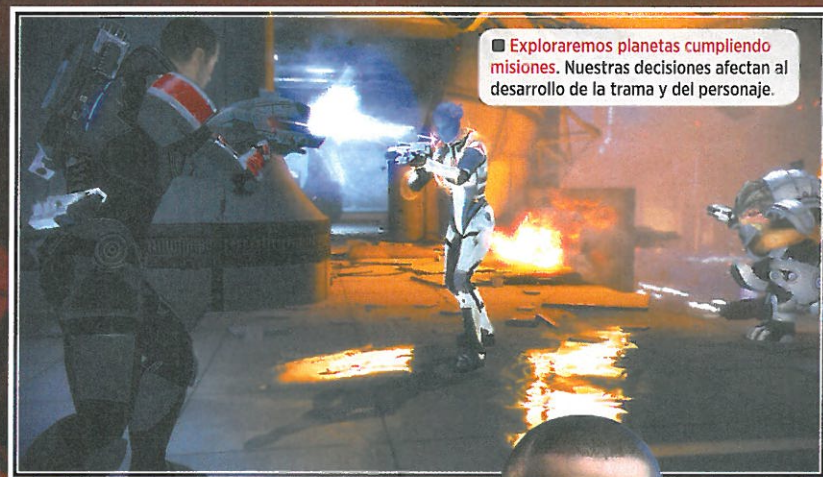 ■ Exploraremos planetas cumpliendo
misiones. Nuestras decisiones afectan al
desarrollo de la trama y del personaje.